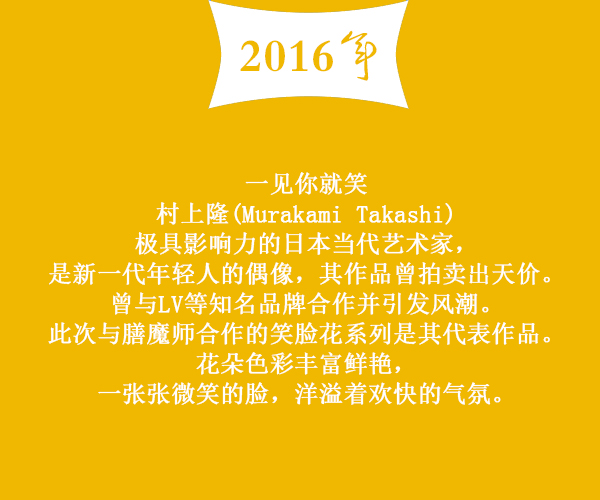 2016年
一见你就笑
村上隆(Murakami Takashi)
极具影响力的日本当代艺术家，
是新一代年轻人的偶像，其作品曾拍卖出天价。
曾与LV等知名品牌合作并引发风潮。
此次与膳魔师合作的笑脸花系列是其代表作品。
花朵色彩丰富鲜艳，
一张张微笑的脸，洋溢着欢快的气氛。